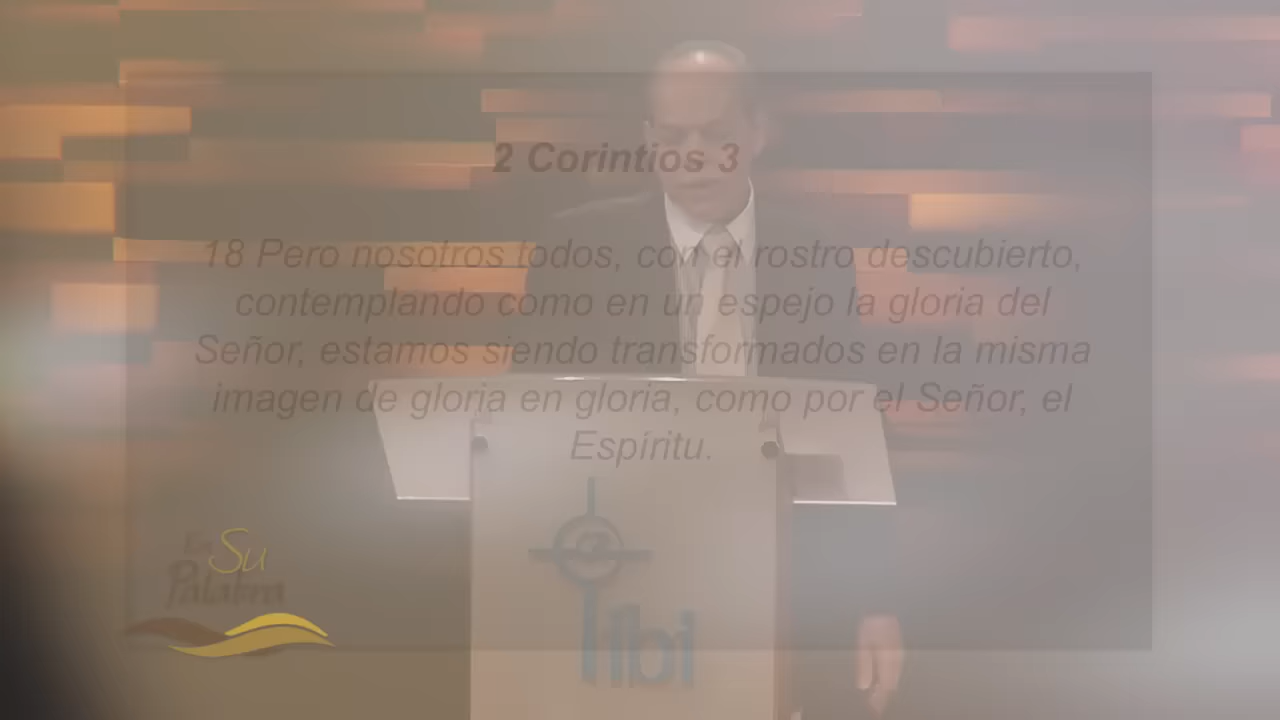 2 Corintios 3
18 Pero nosotros todos, con el rostro descubierto,
contemplando como en un espejo la gloria del
Señor, estamos siendo transformados en la misma
imagen de gloria en gloria, como por el Señor, el
Espíritu.
En Su
Palabra
ibi